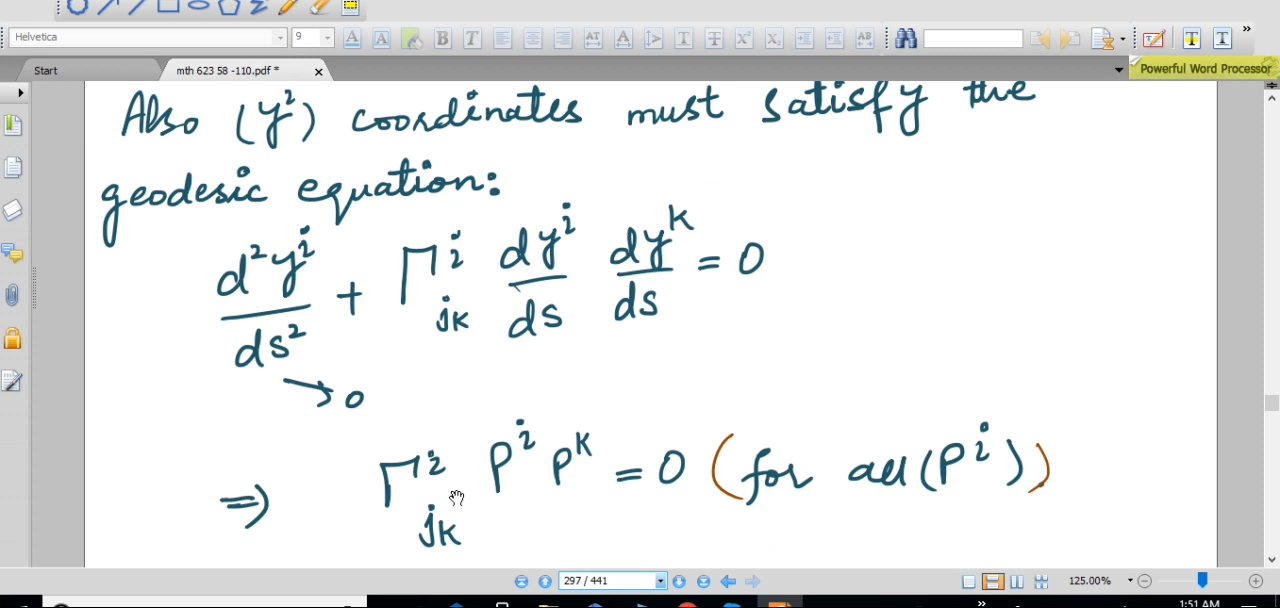 Helvetica 9
Start mth 623 58 -110.pdf * Powerful Word Processor
Also (y^i) coordinates must satisfy the
geodesic equation:
d²y^i/ds² + Γ^i_jk dy^i/ds dy^k/ds = 0
→ 0
⇒ Γ^i_jk p^i p^k = 0 (for all (p^i))
297 / 441 125.00%
1:51 AM